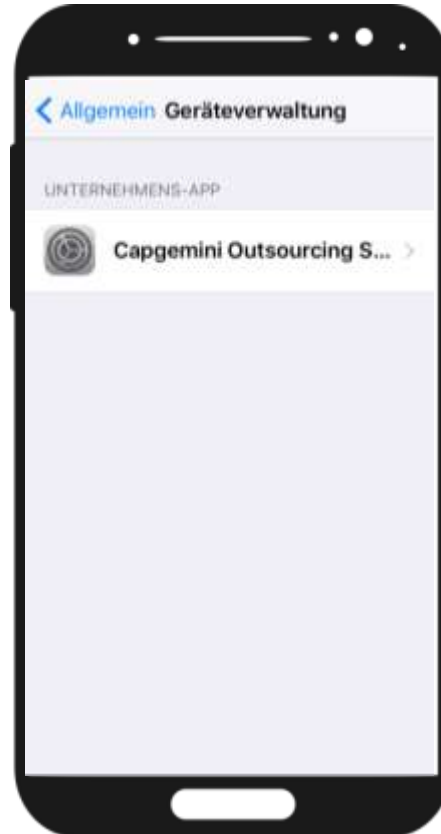 Allgemein Geräteverwaltung
UNTERNEHMENS-APP
Capgemini Outsourcing S...